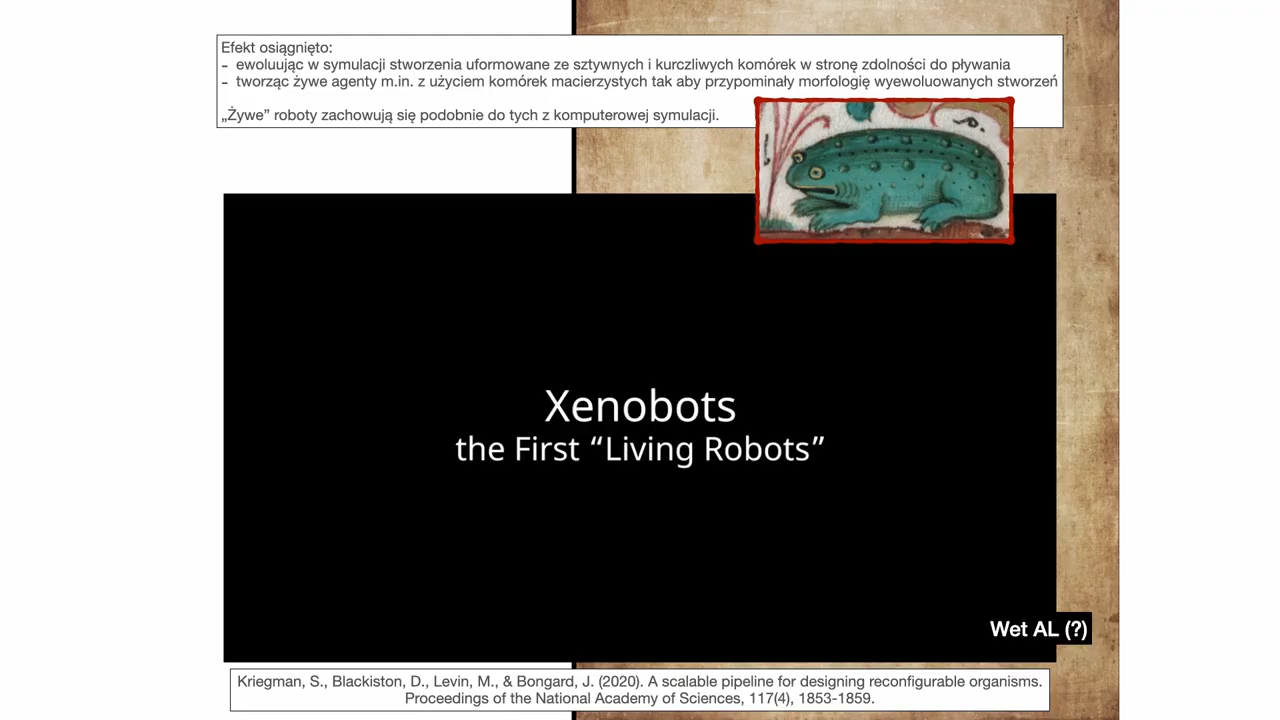 Efekt osiągnięto:
- ewoluując w symulacji stworzenia uformowane ze sztywnych i kurczliwych komórek w stronę zdolności do pływania
- tworząc żywe agenty m.in. z użyciem komórek macierzystych tak aby przypominały morfologię wyewoluowanych stworzeń
„Żywe” roboty zachowują się podobnie do tych z komputerowej symulacji.
Xenobots
the First “Living Robots”
Wet AL (?)
Kriegman, S., Blackiston, D., Levin, M., & Bongard, J. (2020). A scalable pipeline for designing reconfigurable organisms.
Proceedings of the National Academy of Sciences, 117(4), 1853-1859.